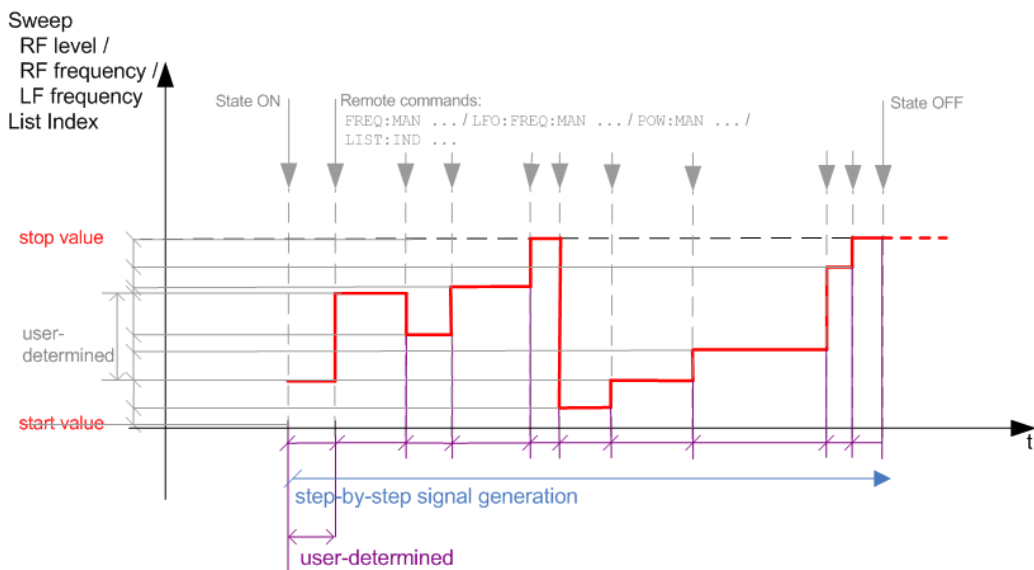 Sweep
RF level /
RF frequency /
LF frequency
List Index
State ON
Remote commands:
FREQ:MAN ... / LFO:FREQ:MAN ... / POW:MAN ... /
LIST:IND ...
State OFF
stop value
user-
determined
start value
t
step-by-step signal generation
user-determined